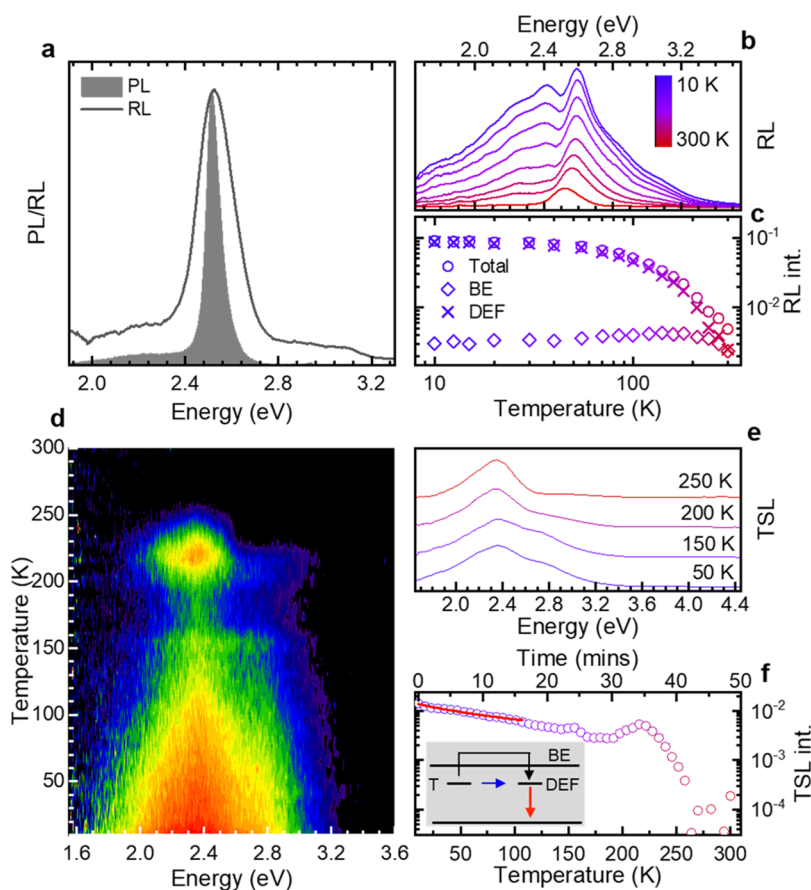 a
PL
RL
PL/RL
2.0 2.4 2.8 3.2
Energy (eV)
Energy (eV)
2.0 2.4 2.8 3.2
b
10 K
300 K
RL
c
10⁻¹
10⁻²
RL int.
Total
BE
DEF
10 100
Temperature (K)
d
300
250
200
150
100
50
Temperature (K)
1.6 2.0 2.4 2.8 3.2 3.6
Energy (eV)
e
250 K
200 K
150 K
50 K
TSL
2.0 2.4 2.8 3.2 3.6 4.0 4.4
Energy (eV)
Time (mins)
0 10 20 30 40 50
f
10⁻²
10⁻³
10⁻⁴
TSL int.
BE
T DEF
50 100 150 200 250 300
Temperature (K)